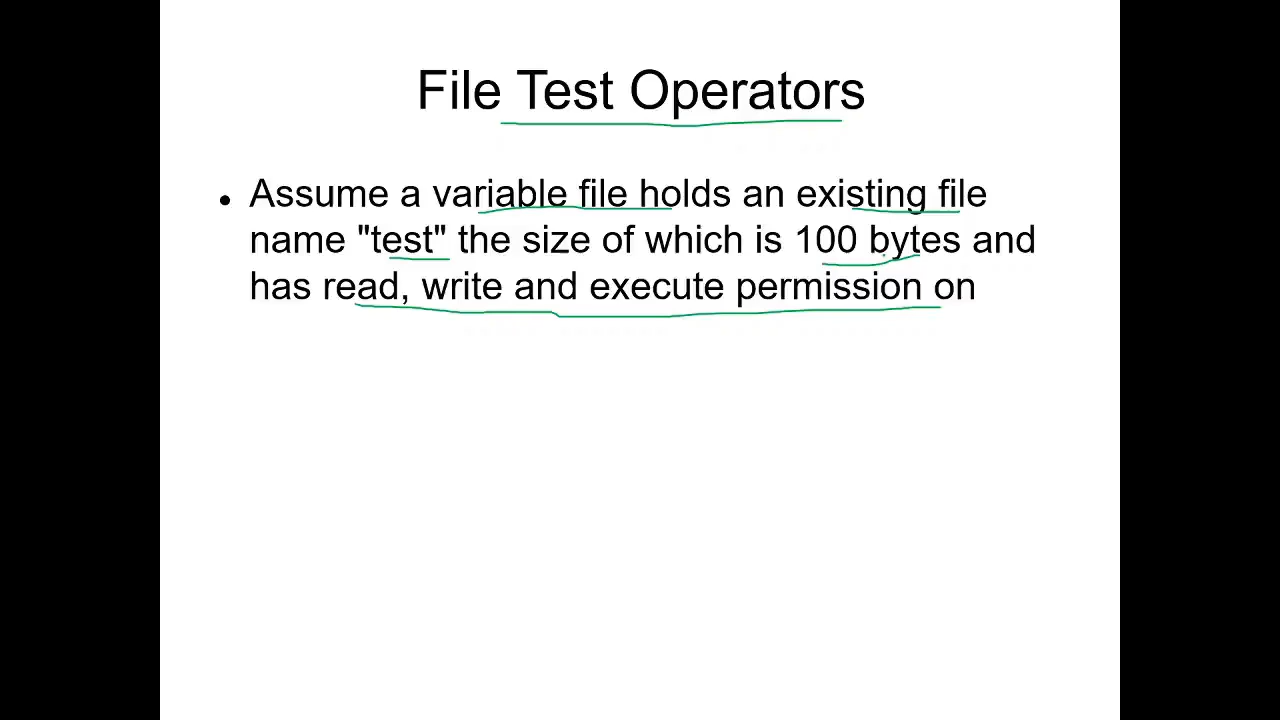 File Test Operators
• Assume a variable file holds an existing file
name "test" the size of which is 100 bytes and
has read, write and execute permission on